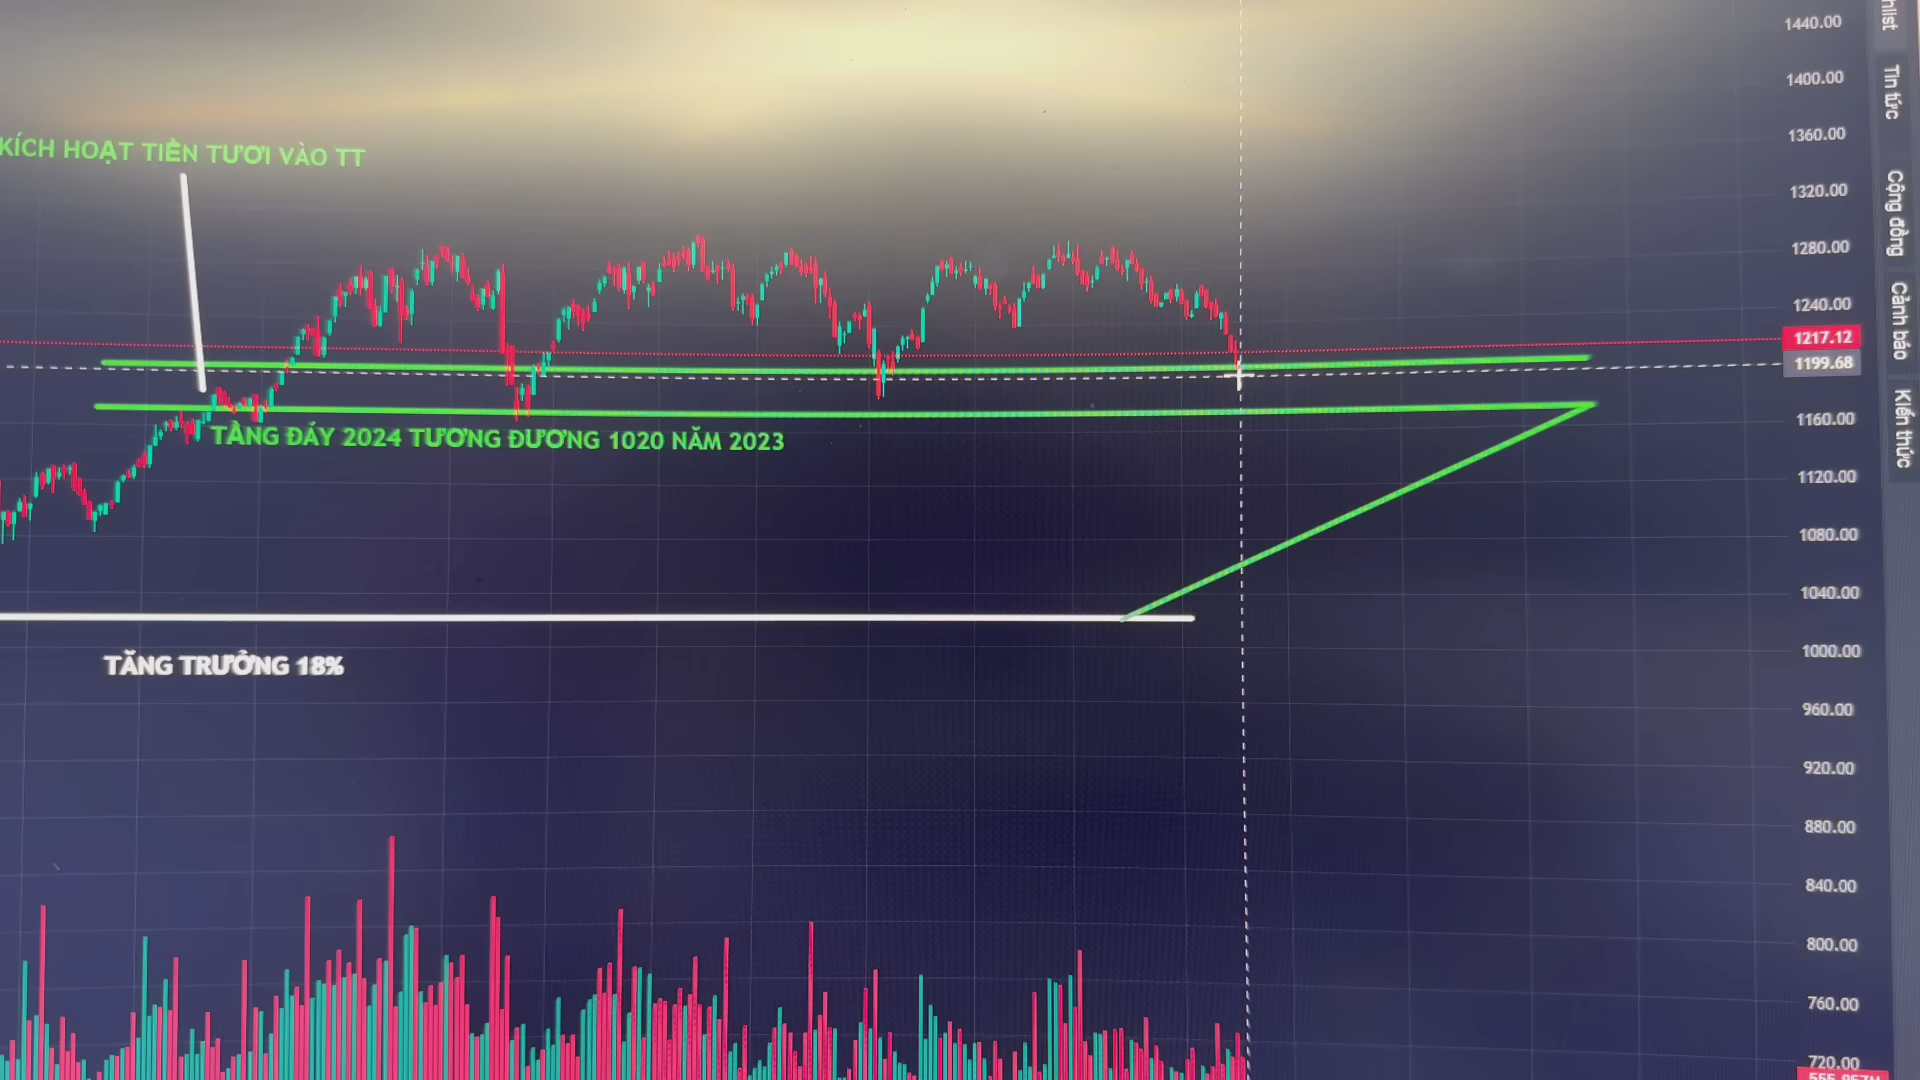 KÍCH HOẠT TIỀN TƯƠI VÀO TT
TẦNG ĐÁY 2024 TƯƠNG ĐƯƠNG 1020 NĂM 2023
TĂNG TRƯỞNG 18%
1440.00
1400.00
1360.00
1320.00
1280.00
1240.00
1217.12
1199.68
1160.00
1120.00
1080.00
1040.00
1000.00
960.00
920.00
880.00
840.00
800.00
760.00
720.00
Tin tức
Cộng đồng
Cảnh báo
Kiến thức